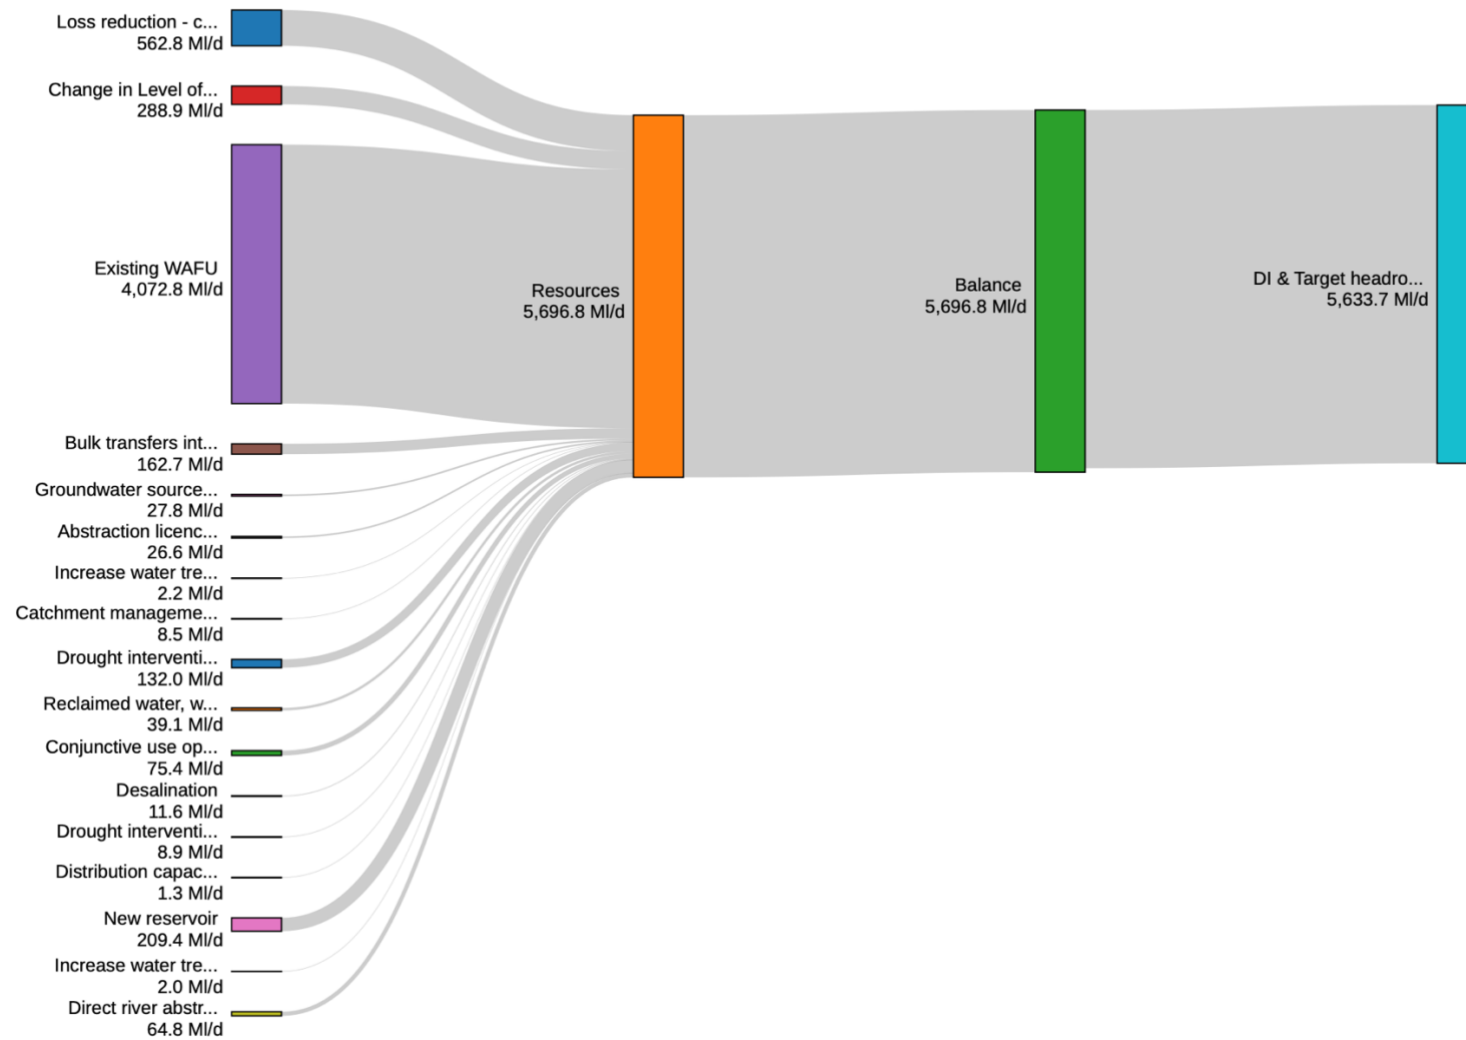 Loss reduction - c...
562.8 Ml/d
Change in Level of...
288.9 Ml/d
Existing WAFU
4,072.8 Ml/d
Bulk transfers int...
162.7 Ml/d
Groundwater source...
27.8 Ml/d
Abstraction licenc...
26.6 Ml/d
Increase water tre...
2.2 Ml/d
Catchment manageme...
8.5 Ml/d
Drought interventi...
132.0 Ml/d
Reclaimed water, w...
39.1 Ml/d
Conjunctive use op...
75.4 Ml/d
Desalination
11.6 Ml/d
Drought interventi...
8.9 Ml/d
Distribution capac...
1.3 Ml/d
New reservoir
209.4 Ml/d
Increase water tre...
2.0 Ml/d
Direct river abstr...
64.8 Ml/d
Resources
5,696.8 Ml/d
Balance
5,696.8 Ml/d
DI & Target headro...
5,633.7 Ml/d